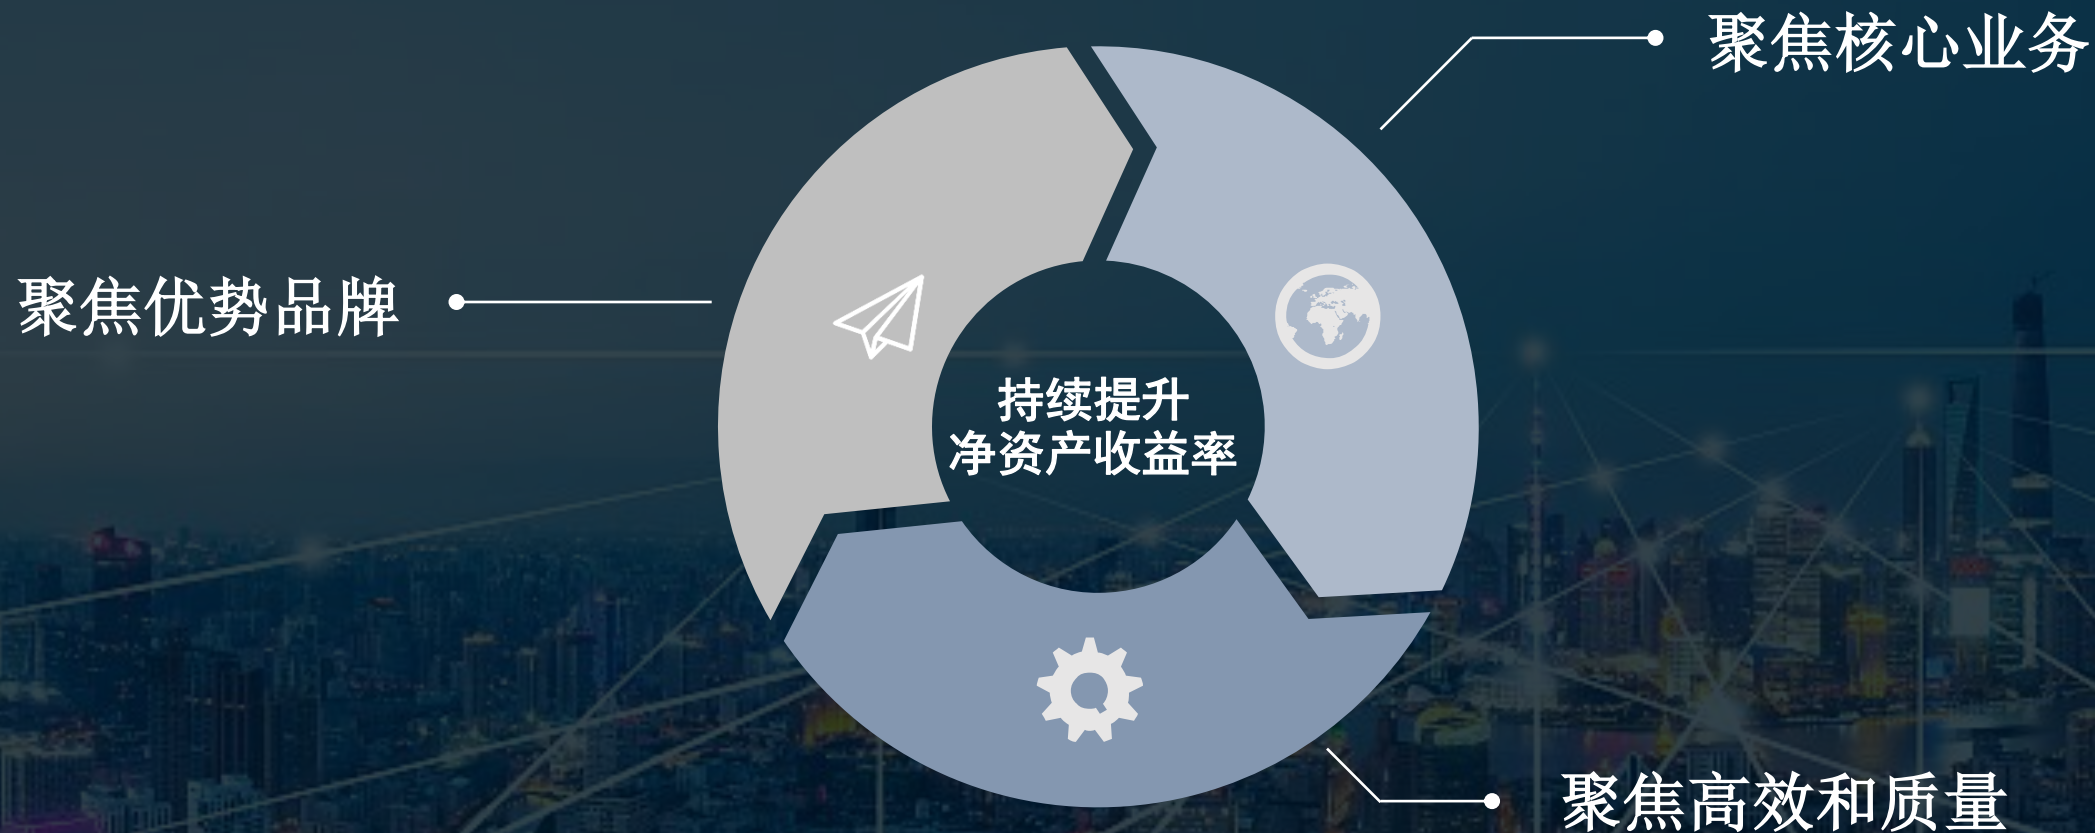 聚焦核心业务
聚焦优势品牌
持续提升
净资产收益率
聚焦高效和质量